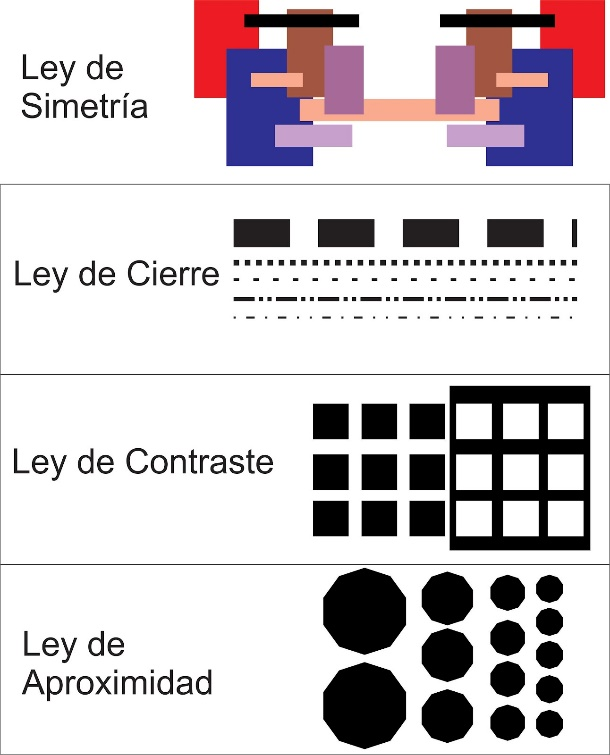 Ley de
Simetría
Ley de Cierre
Ley de Contraste
Ley de
Aproximidad